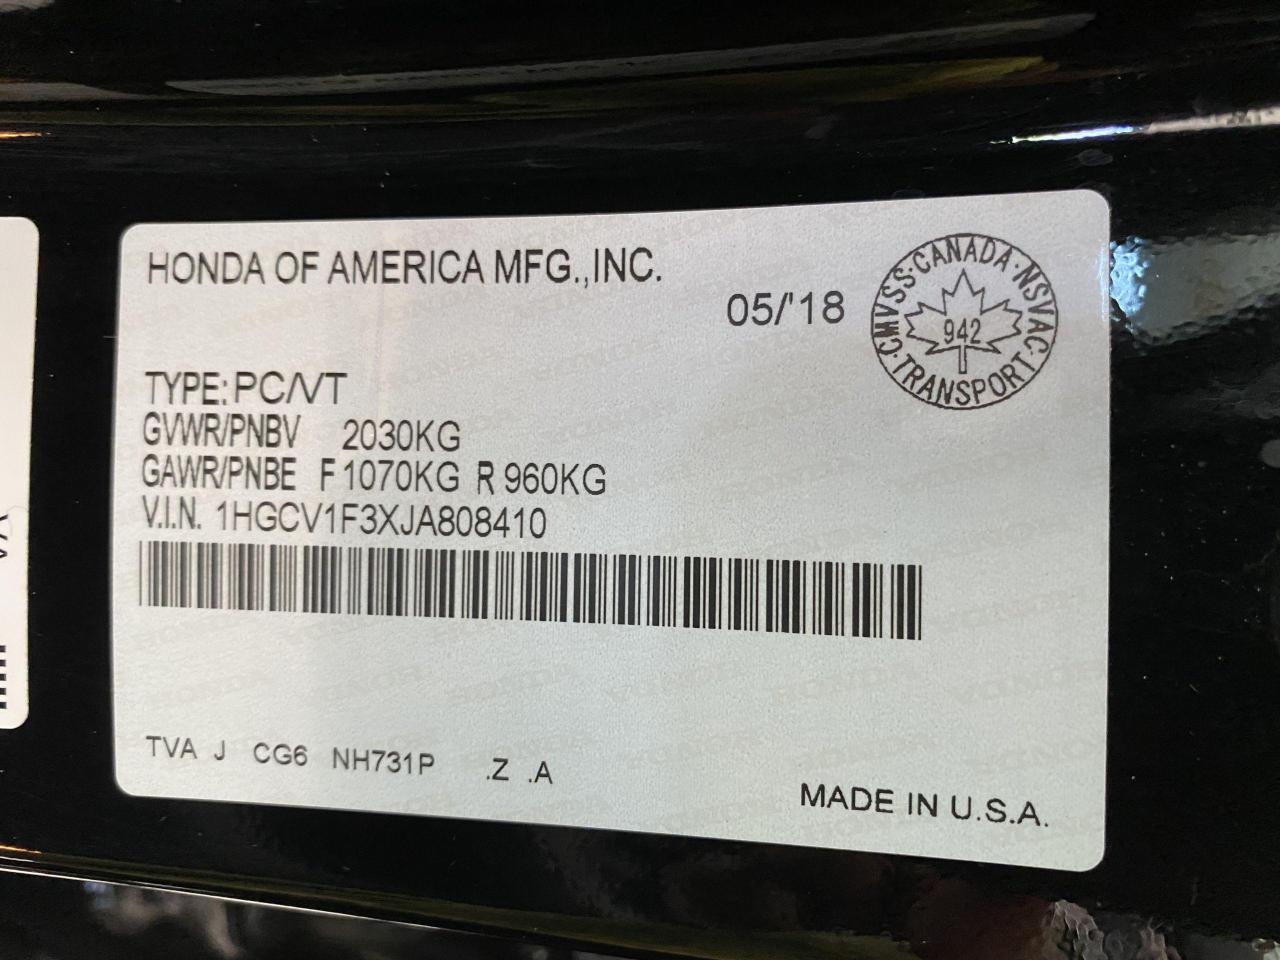 HONDA OF AMERICA MFG.,INC.
05/'18
CMVSS·CANADA·NSVAC·TRANSPORT·
942
TYPE: PC/VT
GVWR/PNBV 2030KG
GAWR/PNBE F 1070KG R 960KG
V.I.N. 1HGCV1F3XJA808410
TVA J CG6 NH731P .Z .A
MADE IN U.S.A.